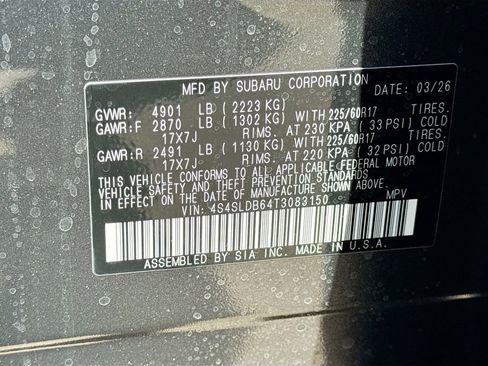 MFD BY SUBARU CORPORATION DATE: 03/26
GVWR: 4901 LB (2223 KG)
GAWR:F 2870 LB (1302 KG) WITH 225/60R17 TIRES.
17X7J RIMS. AT 230 KPA (33 PSI) COLD
GAWR:R 2491 LB (1130 KG) WITH 225/60R17 TIRES.
17X7J RIMS. AT 220 KPA (32 PSI) COLD
THIS VEHICLE CONFORMS TO ALL APPLICABLE FEDERAL MOTOR
VEHICLE SAFETY AND THEFT PREVENTION STANDARDS
IN EFFECT ON THE DATE OF MANUFACTURE SHOWN ABOVE.
VIN: 4S4SLDB64T3083150 MPV
ASSEMBLED BY SIA INC. MADE IN U.S.A.